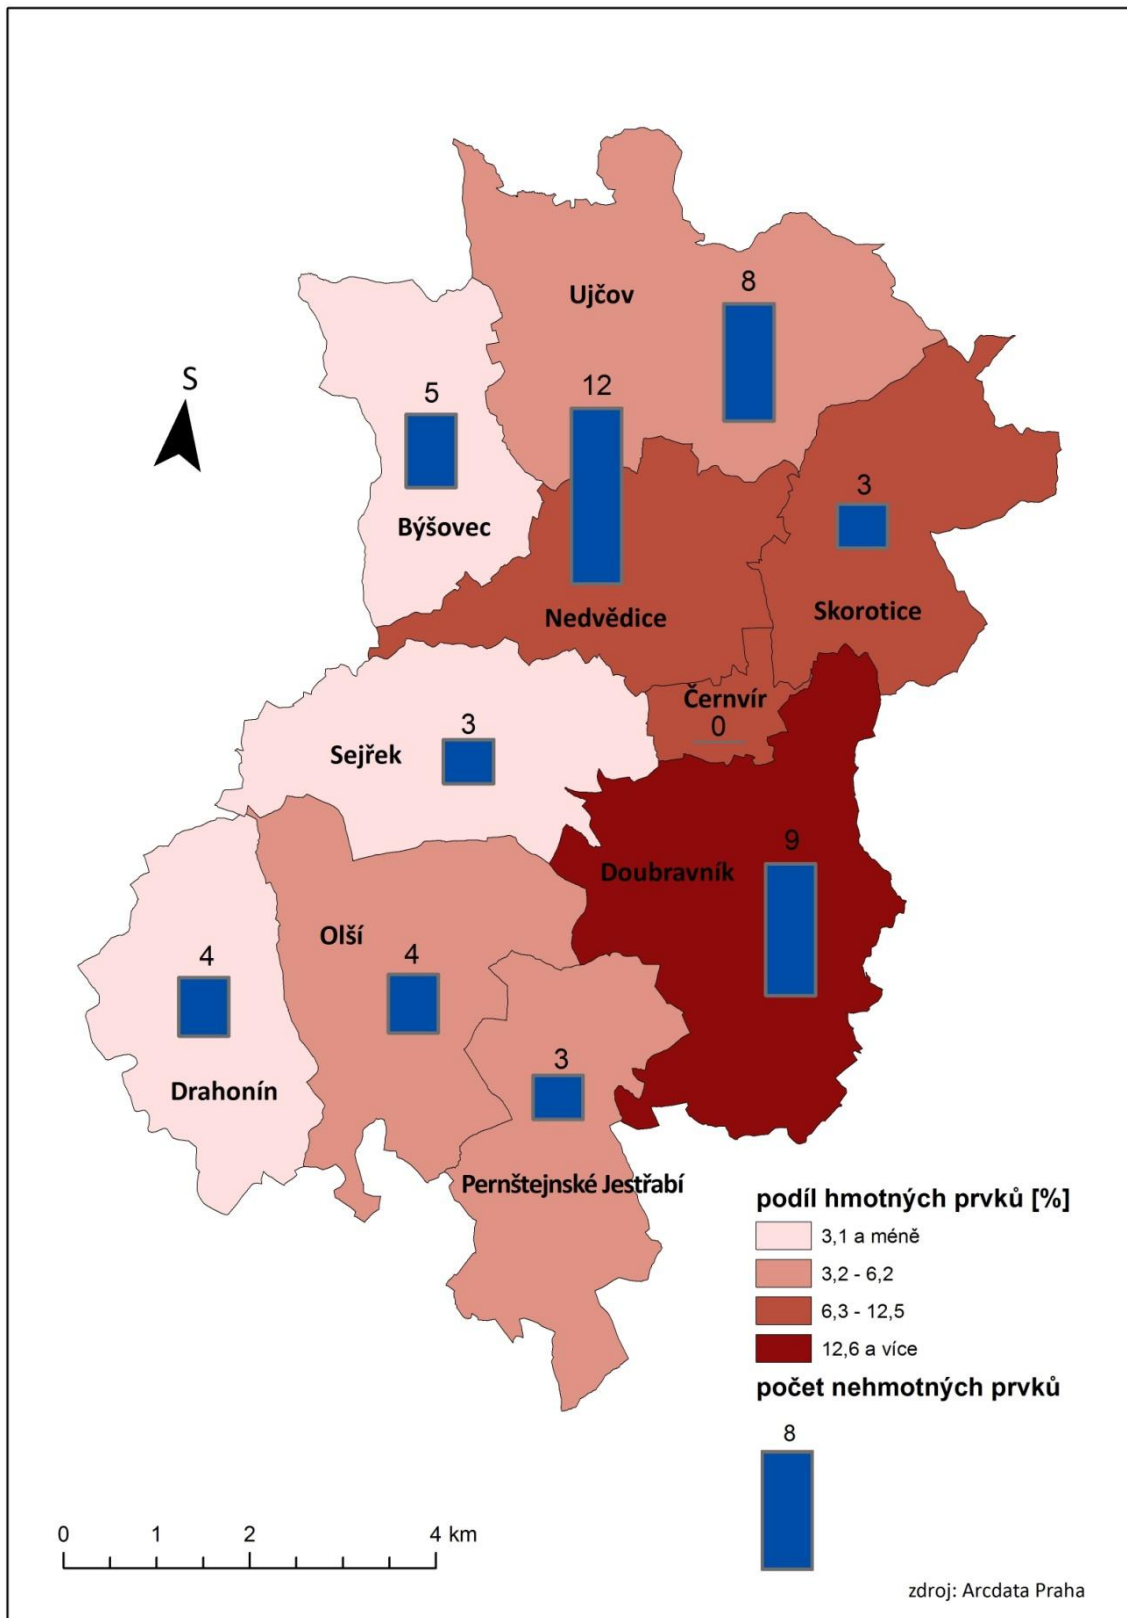 8
Ujčov
S
5
12
3
Býšovec
Nedvědice
Skorotice
Černvír
0
3
Sejřek
9
Doubravník
Olší
4
4
3
Drahonín
Pernštejnské Jestřabí
podíl hmotných prvků [%]
3,1 a méně
3,2 - 6,2
6,3 - 12,5
12,6 a více
počet nehmotných prvků
8
0 1 2 4 km
zdroj: Arcdata Praha